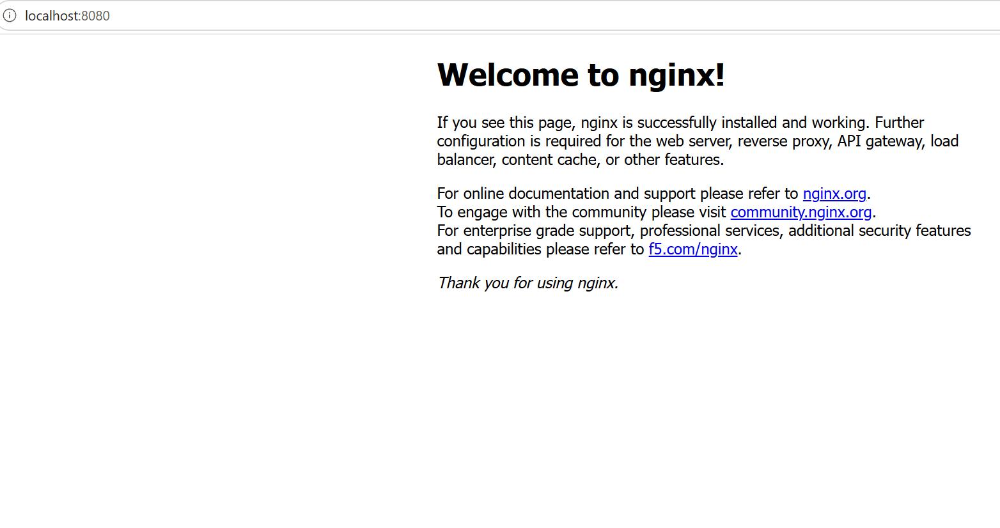 localhost:8080
Welcome to nginx!
If you see this page, nginx is successfully installed and working. Further
configuration is required for the web server, reverse proxy, API gateway, load
balancer, content cache, or other features.
For online documentation and support please refer to nginx.org.
To engage with the community please visit community.nginx.org.
For enterprise grade support, professional services, additional security features
and capabilities please refer to f5.com/nginx.
Thank you for using nginx.